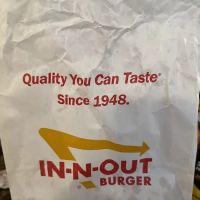 Quality You Can Taste®
Since 1948.
IN-N-OUT
BURGER